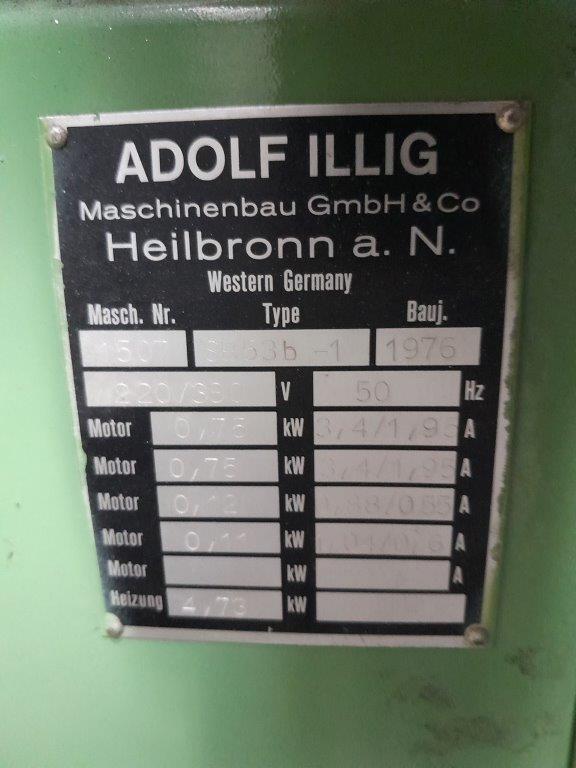 ADOLF ILLIG
Maschinenbau GmbH & Co
Heilbronn a. N.
Western Germany
Masch. Nr. Type Bauj.
1507 53b -1 1976
220/380 V 50 Hz
Motor 0,75 kW 3,4/1,95 A
Motor 0,75 kW 3,4/1,95 A
Motor kW A
Motor 0,11 kW A
Motor kW A
Heizung 4,73 kW